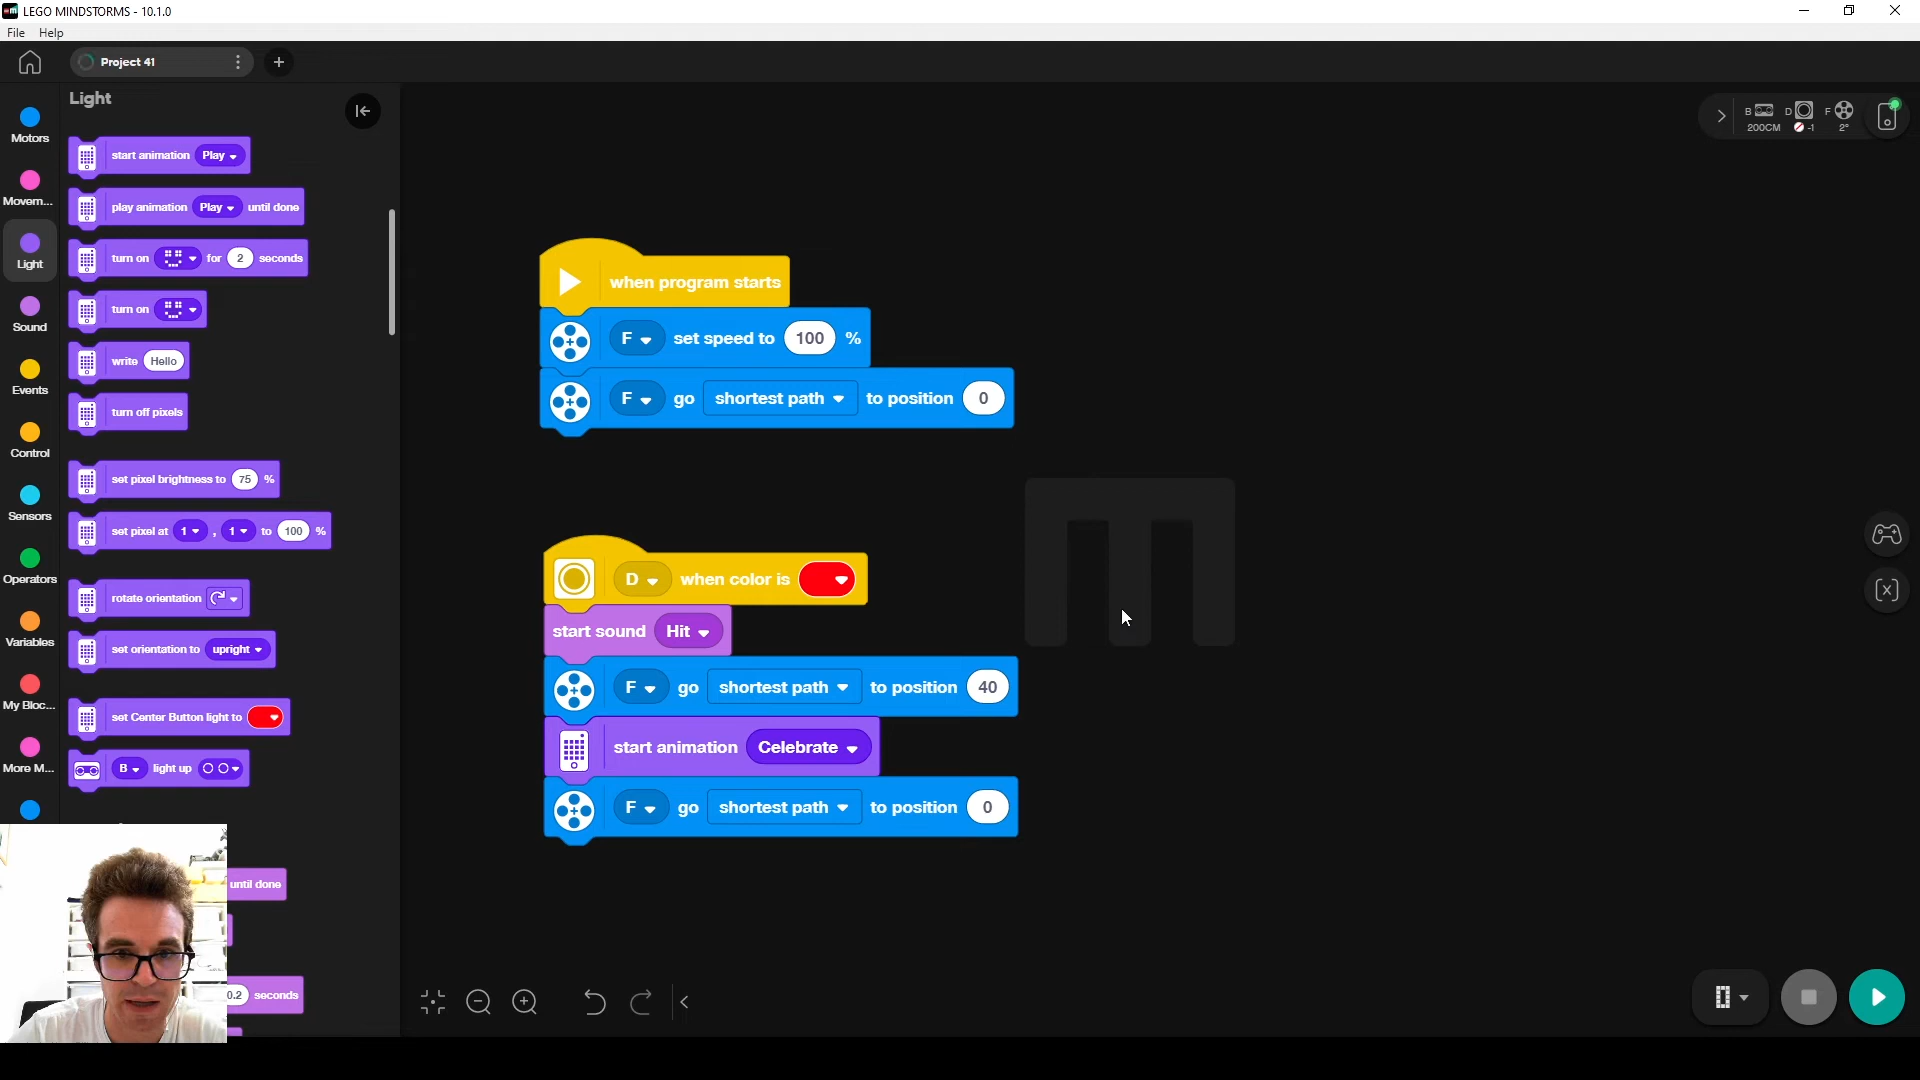 LEGO MINDSTORMS - 10.1.0
File Help
Project 41
Light
Motors
Movem...
Light
Sound
Events
Control
Sensors
Operators
Variables
My Bloc...
More M...
start animation Play
play animation Play until done
turn on for 2 seconds
turn on
write Hello
turn off pixels
set pixel brightness to 75 %
set pixel at 1 , 1 to 100 %
rotate orientation
set orientation to upright
set Center Button light to
B light up
until done
0.2 seconds
when program starts
F set speed to 100 %
F go shortest path to position 0
D when color is
start sound Hit
F go shortest path to position 40
start animation Celebrate
F go shortest path to position 0
B D F
200CM -1 2°